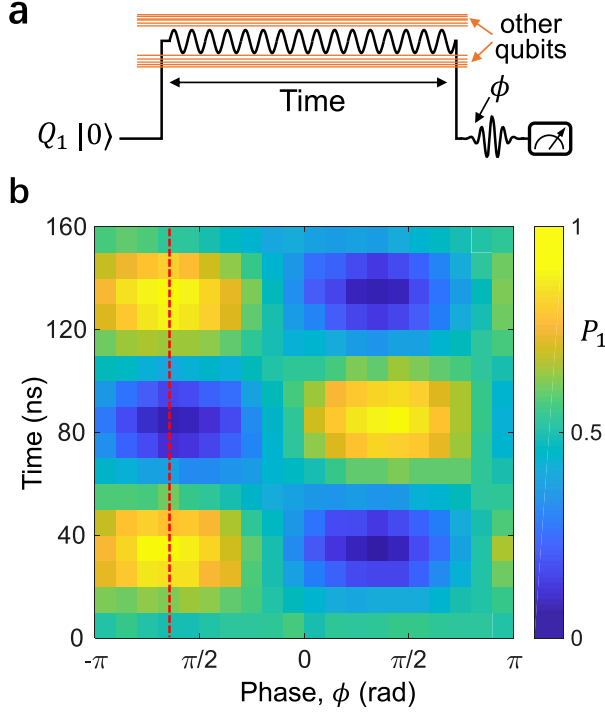 a
other
qubits
Time
ϕ
Q₁ |0⟩
b
160
120
80
40
0
Time (ns)
-π
π/2
0
π/2
π
Phase, ϕ (rad)
1
P₁
0.5
0